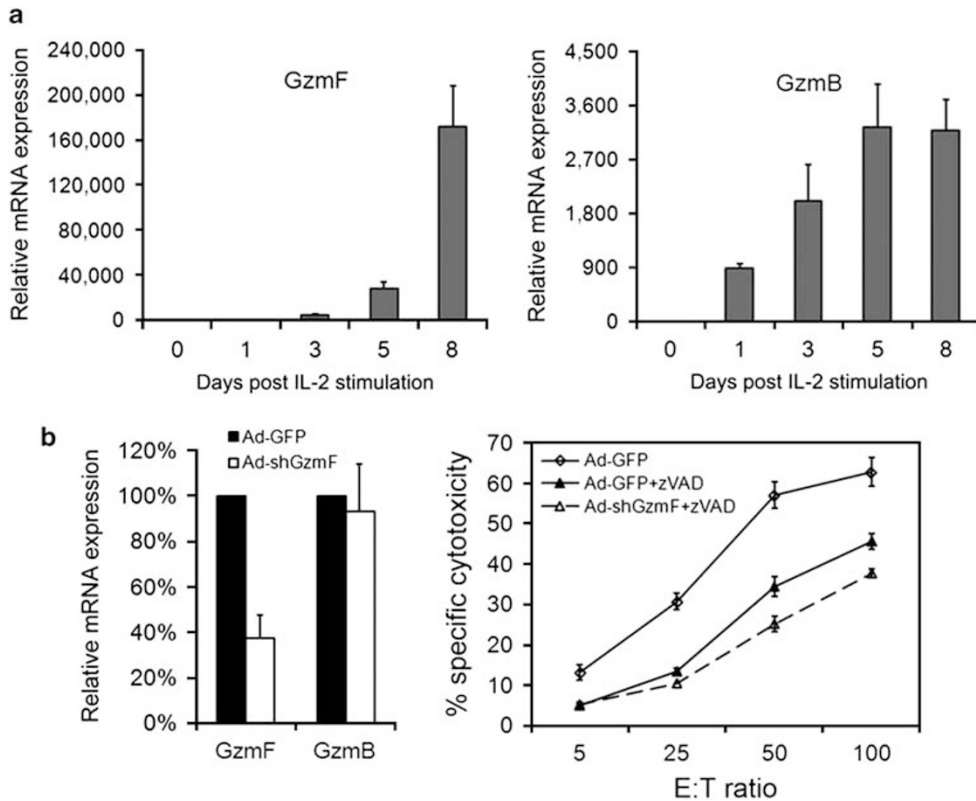 a
240,000
200,000
160,000
120,000
80,000
40,000
0
Relative mRNA expression
GzmF
0 1 3 5 8
Days post IL-2 stimulation
4,500
3,600
2,700
1,800
900
0
Relative mRNA expression
GzmB
0 1 3 5 8
Days post IL-2 stimulation
b
Ad-GFP
Ad-shGzmF
120%
100%
80%
60%
40%
20%
0%
Relative mRNA expression
GzmF GzmB
70
60
50
40
30
20
10
0
% specific cytotoxicity
Ad-GFP
Ad-GFP+zVAD
Ad-shGzmF+zVAD
5 25 50 100
E:T ratio